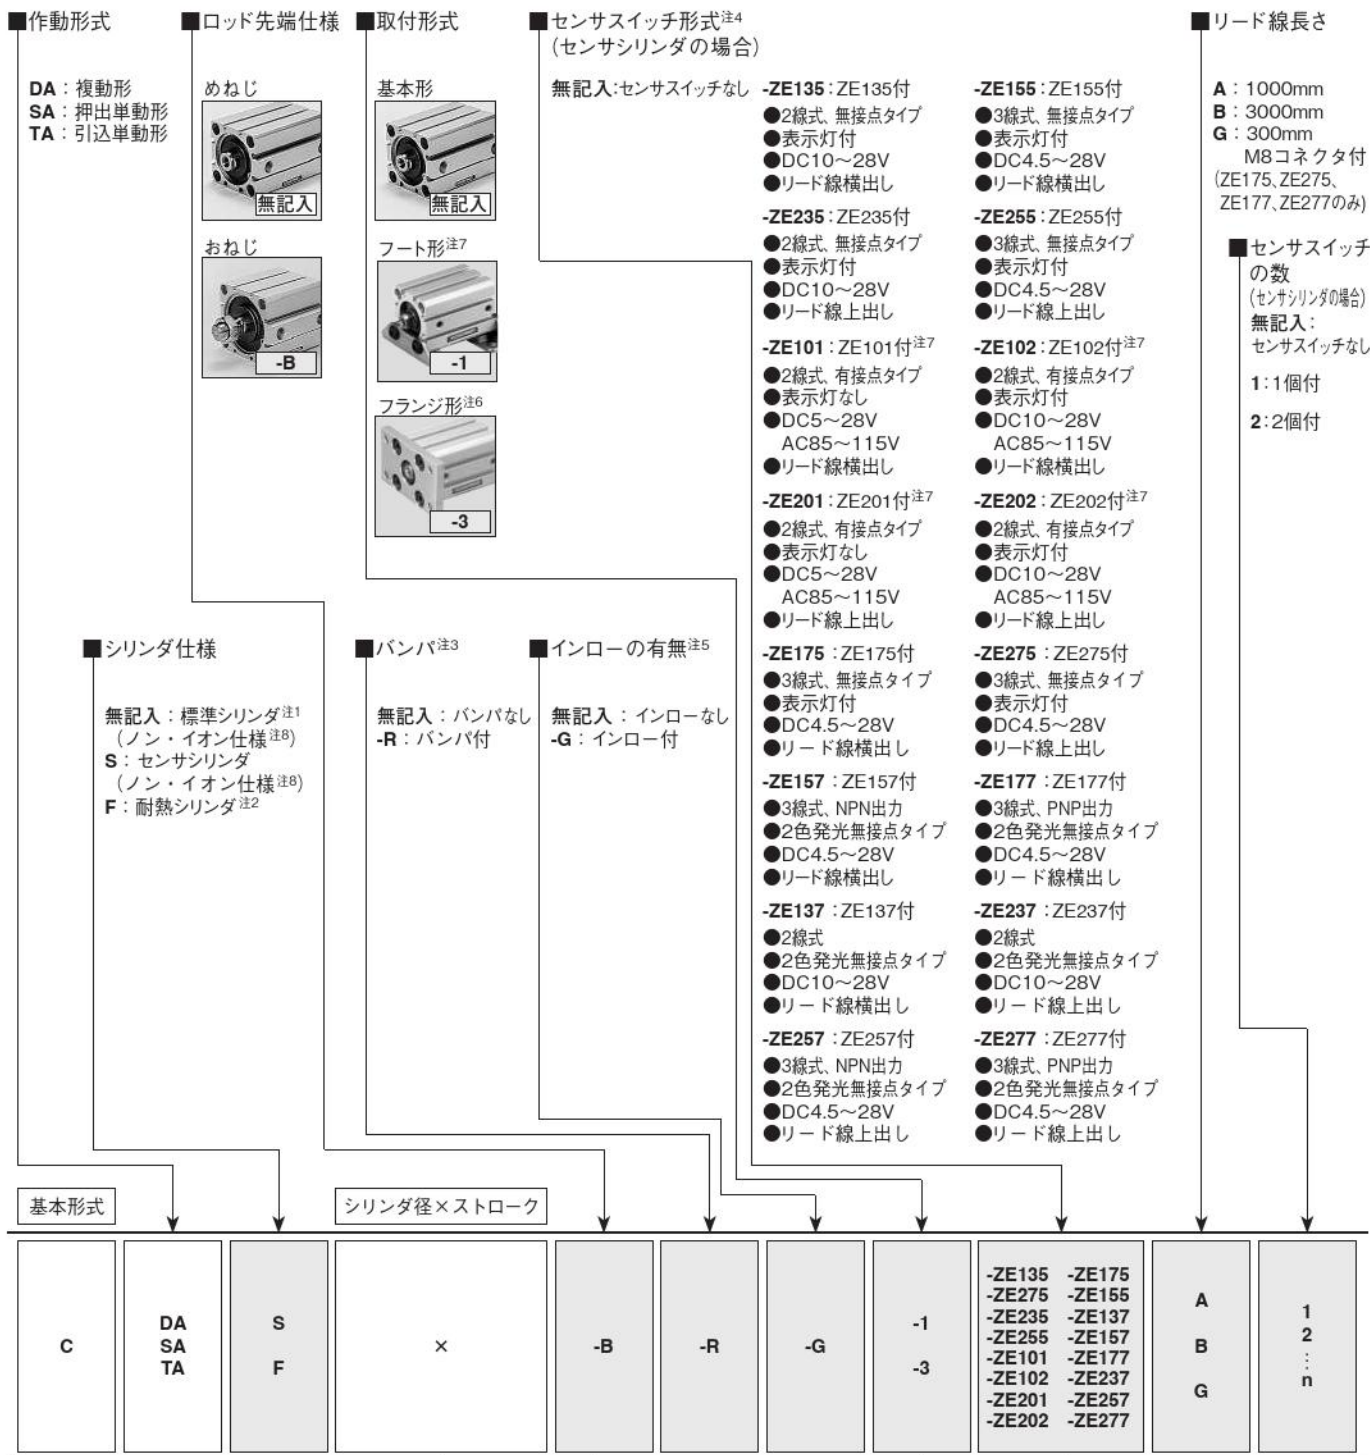 ■作動形式
DA：複動形
SA：押出単動形
TA：引込単動形
■ロッド先端仕様
めねじ
無記入
おねじ
-B
■取付形式
基本形
無記入
フート形注7
-1
フランジ形注6
-3
■センサスイッチ形式注4
(センサシリンダの場合)
無記入:センサスイッチなし
-ZE135：ZE135付
●2線式、無接点タイプ
●表示灯付
●DC10～28V
●リード線横出し
-ZE235：ZE235付
●2線式、無接点タイプ
●表示灯付
●DC10～28V
●リード線上出し
-ZE101：ZE101付注7
●2線式、有接点タイプ
●表示灯なし
●DC5～28V
AC85～115V
●リード線横出し
-ZE201：ZE201付注7
●2線式、有接点タイプ
●表示灯なし
●DC5～28V
AC85～115V
●リード線上出し
-ZE175：ZE175付
●3線式、無接点タイプ
●表示灯付
●DC4.5～28V
●リード線横出し
-ZE157：ZE157付
●3線式、NPN出力
●2色発光無接点タイプ
●DC4.5～28V
●リード線横出し
-ZE137：ZE137付
●2線式
●2色発光無接点タイプ
●DC10～28V
●リード線横出し
-ZE257：ZE257付
●3線式、NPN出力
●2色発光無接点タイプ
●DC4.5～28V
●リード線上出し
-ZE155：ZE155付
●3線式、無接点タイプ
●表示灯付
●DC4.5～28V
●リード線横出し
-ZE255：ZE255付
●3線式、無接点タイプ
●表示灯付
●DC4.5～28V
●リード線上出し
-ZE102：ZE102付注7
●2線式、有接点タイプ
●表示灯付
●DC10～28V
AC85～115V
●リード線横出し
-ZE202：ZE202付注7
●2線式、有接点タイプ
●表示灯付
●DC10～28V
AC85～115V
●リード線上出し
-ZE275：ZE275付
●3線式、無接点タイプ
●表示灯付
●DC4.5～28V
●リード線上出し
-ZE177：ZE177付
●3線式、PNP出力
●2色発光無接点タイプ
●DC4.5～28V
●リード線横出し
-ZE237：ZE237付
●2線式
●2色発光無接点タイプ
●DC10～28V
●リード線上出し
-ZE277：ZE277付
●3線式、PNP出力
●2色発光無接点タイプ
●DC4.5～28V
●リード線上出し
■リード線長さ
A：1000mm
B：3000mm
G：300mm
M8コネクタ付
(ZE175、ZE275、
ZE177、ZE277のみ)
■センサスイッチ
の数
(センサシリンダの場合)
無記入：
センサスイッチなし
1：1個付
2：2個付
■シリンダ仕様
無記入：標準シリンダ注1
(ノン・イオン仕様注8)
S：センサシリンダ
(ノン・イオン仕様注8)
F：耐熱シリンダ注2
■バンパ注3
無記入：バンパなし
-R：バンパ付
■インローの有無注5
無記入：インローなし
-G：インロー付
基本形式
シリンダ径×ストローク
C
DA
SA
TA
S
F
×
-B
-R
-G
-1
-3
-ZE135 -ZE175
-ZE275 -ZE155
-ZE235 -ZE137
-ZE255 -ZE157
-ZE101 -ZE177
-ZE102 -ZE237
-ZE201 -ZE257
-ZE202 -ZE277
A
B
G
1
2
⋮
n